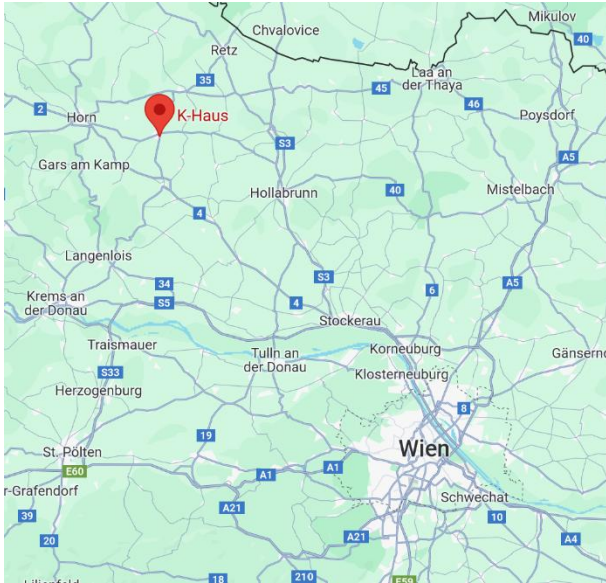 Mikulov
Chvalovice
40
Retz
Laa an
der Thaya
35
45
46
2
K-Haus
Poysdorf
Horn
S3
A5
Gars am Kamp
Hollabrunn
40
Mistelbach
4
Langenlois
S3
34
6
A5
Krems an
der Donau
S5
4
Stockerau
Traismauer
Tulln an
der Donau
Korneuburg
Gänsernd
S33
Klosterneuburg
Herzogenburg
8
19
Wien
St. Pölten
E60
A1
A1
r-Grafendorf
Schwechat
39
A21
10
20
A21
A4
18
210
E59
Lilienfeld